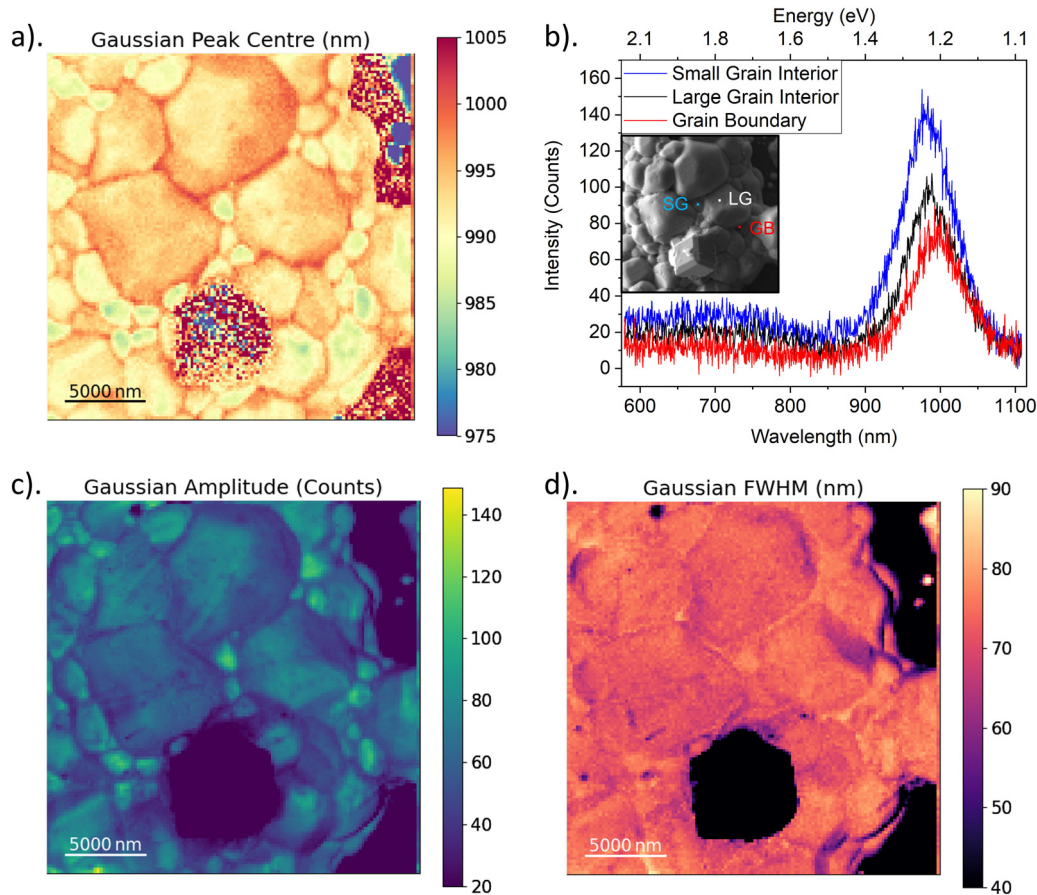 a).
Gaussian Peak Centre (nm)
1005
1000
995
990
985
980
975
5000 nm
b).
Energy (eV)
2.1 1.8 1.6 1.5 1.4 1.2 1.1
Small Grain Interior
Large Grain Interior
Grain Boundary
SG
LG
GB
Intensity (Counts)
160
140
120
100
80
60
40
20
0
600 700 800 900 1000 1100
Wavelength (nm)
c).
Gaussian Amplitude (Counts)
140
120
100
80
60
40
20
5000 nm
d).
Gaussian FWHM (nm)
90
80
70
60
50
40
5000 nm